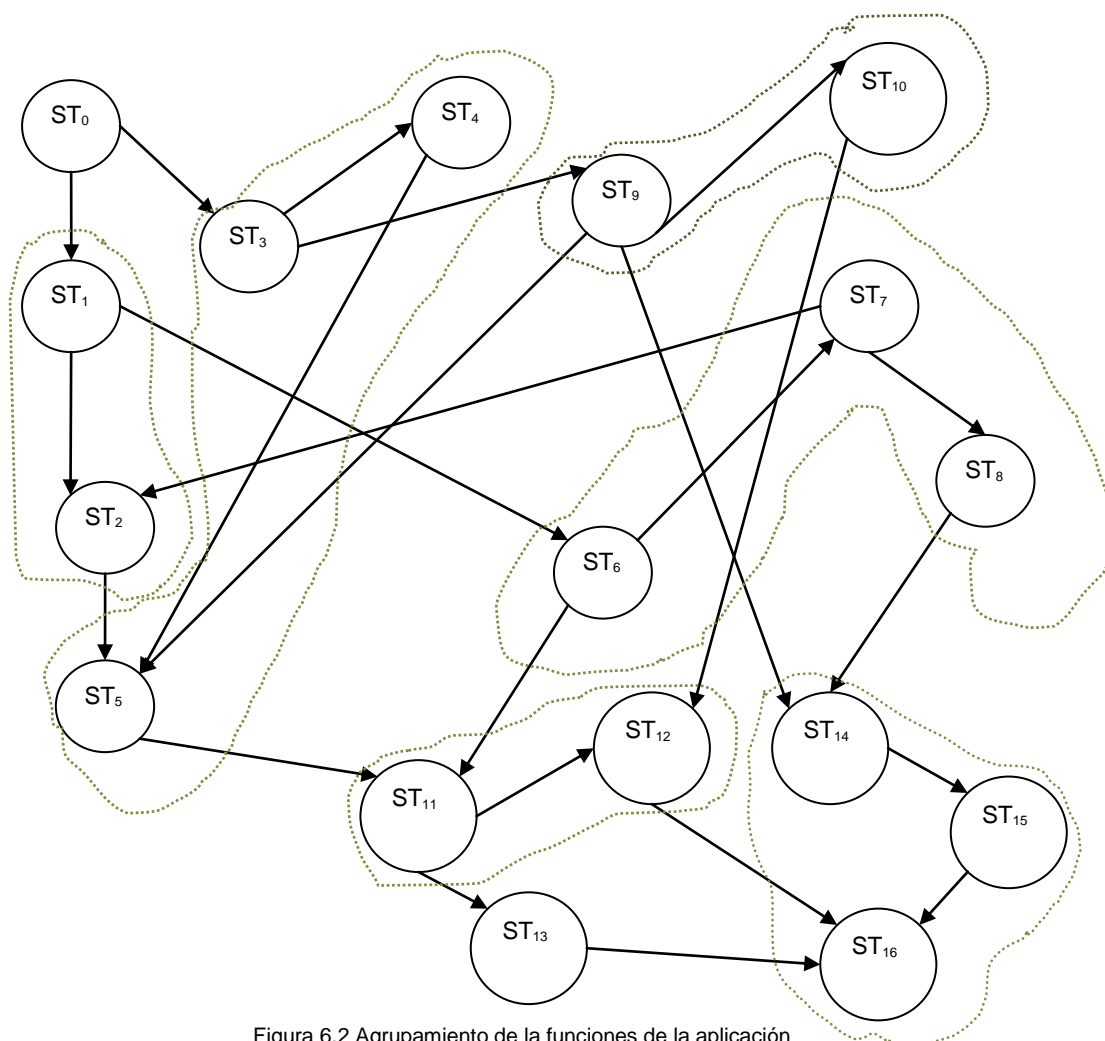 ST₀
ST₄
ST₁₀
ST₉
ST₃
ST₁
ST₇
ST₈
ST₂
ST₆
ST₅
ST₁₂
ST₁₄
ST₁₁
ST₁₅
ST₁₃
ST₁₆
Figura 6.2 Agrupamiento de la funciones de la aplicación